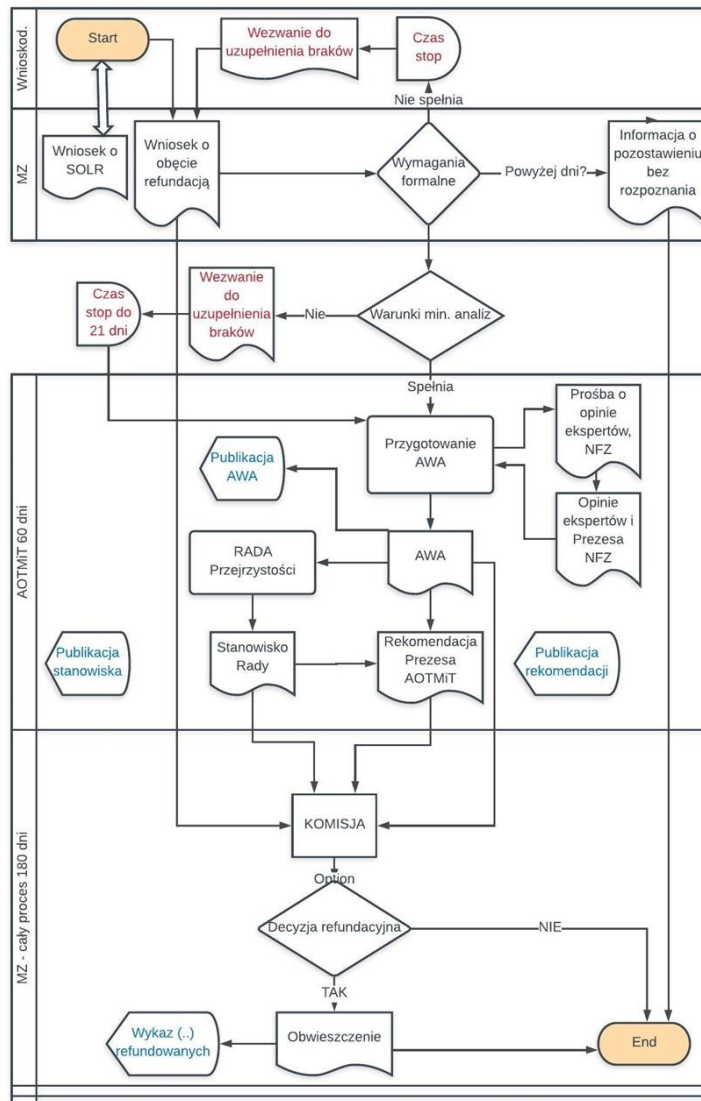 Wnioskod.
Start
Wezwanie do
uzupełnienia braków
Czas
stop
Nie spełnia
MZ
Wniosek o
SOLR
Wniosek o
obęcie
refundacją
Wymagania
formalne
Powyżej dni?
Informacja o
pozostawieniu
bez
rozpoznania
Czas
stop do
21 dni
Wezwanie
do
uzupełnienia
braków
Nie
Warunki min. analiz
AOTMiT 60 dni
Spełnia
Przygotowanie
AWA
Prośba o
opinie
ekspertów,
NFZ
Publikacja
AWA
Opinie
ekspertów i
Prezesa
NFZ
RADA
Przejrzystości
AWA
Publikacja
stanowiska
Stanowisko
Rady
Rekomendacja
Prezesa
AOTMiT
Publikacja
rekomendacji
MZ - cały proces 180 dni
KOMISJA
Option
Decyzja refundacyjna
NIE
TAK
Wykaz (..)
refundowanych
Obwieszczenie
End